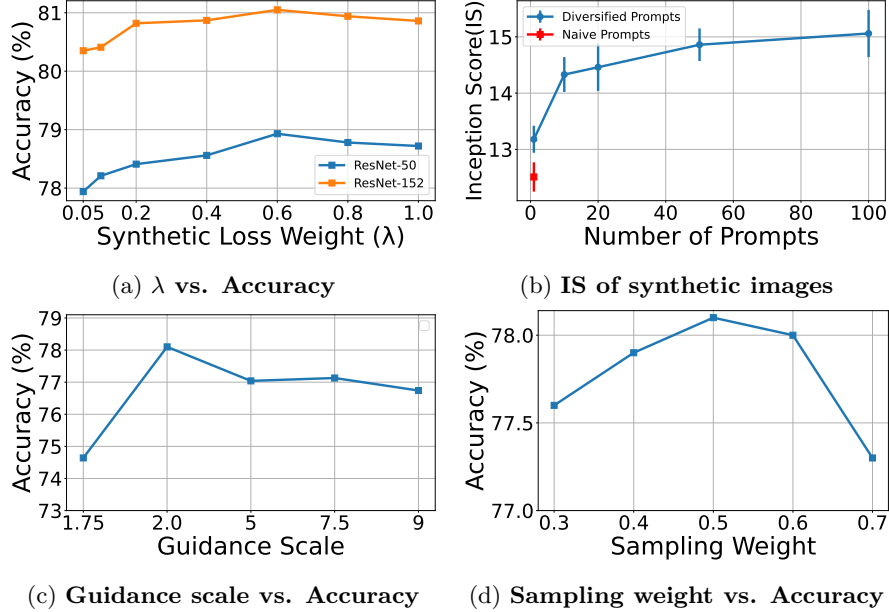 81
80
79
78
Accuracy (%)
ResNet-50
ResNet-152
0.05 0.2 0.4 0.6 0.8 1.0
Synthetic Loss Weight (λ)
(a) λ vs. Accuracy
15
14
13
Inception Score(IS)
Diversified Prompts
Naive Prompts
0 20 40 60 80 100
Number of Prompts
(b) IS of synthetic images
79
78
77
76
75
74
73
Accuracy (%)
1.75 2.0 5 7.5 9
Guidance Scale
(c) Guidance scale vs. Accuracy
78.0
77.5
77.0
Accuracy (%)
0.3 0.4 0.5 0.6 0.7
Sampling Weight
(d) Sampling weight vs. Accuracy